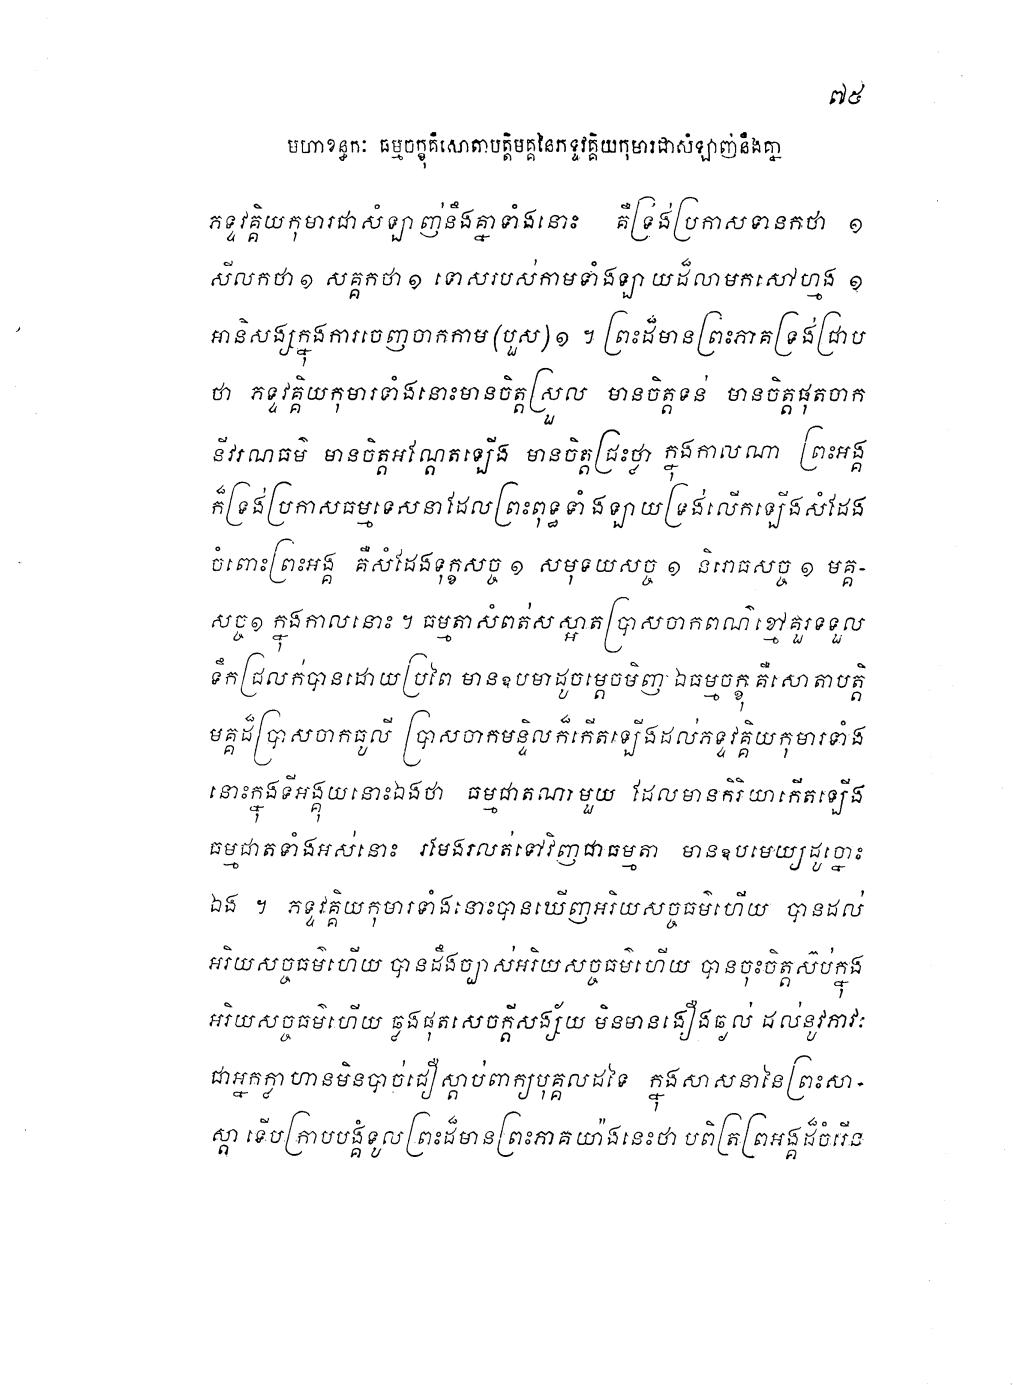 ៧៥
មហាខន្ធកៈ ធម្មចក្ខុគឺសោតាបត្តិមគ្គនៃភទ្ទវគ្គិយកុមារជាសំឡាញ់នឹងគ្នា
ភទ្ទវគ្គិយកុមារជាសំឡាញ់នឹងគ្នាទាំងនោះ គឺទ្រង់ប្រកាសទានកថា ១
សីលកថា ១ សគ្គកថា ១ ទោសរបស់កាមទាំងឡាយដ៏លាមកសៅហ្មង ១
អានិសង្សក្នុងការចេញចាកកាម (បួស) ១ ។ ព្រះដ៏មានព្រះភាគទ្រង់ជ្រាប
ថា ភទ្ទវគ្គិយកុមារទាំងនោះមានចិត្តស្រួល មានចិត្តទន់ មានចិត្តផុតចាក
នីវរណធម៌ មានចិត្តអណ្តែតឡើង មានចិត្តជ្រះថ្លា ក្នុងកាលណា ព្រះអង្គ
ក៏ទ្រង់ប្រកាសធម្មទេសនាដែលព្រះពុទ្ធទាំងឡាយទ្រង់លើកឡើងសំដែង
ចំពោះព្រះអង្គ គឺសំដែងទុក្ខសច្ច ១ សមុទយសច្ច ១ និរោធសច្ច ១ មគ្គ-
សច្ច ១ ក្នុងកាលនោះ ។ ធម្មតាសំពត់សស្អាតប្រាសចាកពណ៌ខ្មៅគួរទទួល
ទឹកជ្រលក់បានដោយប្រពៃ មានឧបមាដូចម្តេចមិញ ឯធម្មចក្ខុ គឺសោតាបត្តិ
មគ្គដ៏ប្រាសចាកធូលី ប្រាសចាកមន្ទិលក៏កើតឡើងដល់ភទ្ទវគ្គិយកុមារទាំង
នោះក្នុងទីអង្គុយនោះឯងថា ធម្មជាតណាមួយ ដែលមានកិរិយាកើតឡើង
ធម្មជាតទាំងអស់នោះ រមែងរលត់ទៅវិញជាធម្មតា មានឧបមេយ្យដូច្នោះ
ឯង ។ ភទ្ទវគ្គិយកុមារទាំងនោះបានឃើញអរិយសច្ចធម៌ហើយ បានដល់
អរិយសច្ចធម៌ហើយ បានដឹងច្បាស់អរិយសច្ចធម៌ហើយ បានចុះចិត្តស៊ប់ក្នុង
អរិយសច្ចធម៌ហើយ ឆ្លងផុតសេចក្តីសង្ស័យ មិនមានងឿងឆ្ងល់ ដល់នូវភាវៈ
ជាអ្នកក្លាហានមិនបាច់ជឿស្តាប់ពាក្យបុគ្គលដទៃ ក្នុងសាសនានៃព្រះសា-
ស្តា ទើបក្រាបបង្គំទូលព្រះដ៏មានព្រះភាគយ៉ាងនេះថា បពិត្រព្រះអង្គដ៏ចំរើន